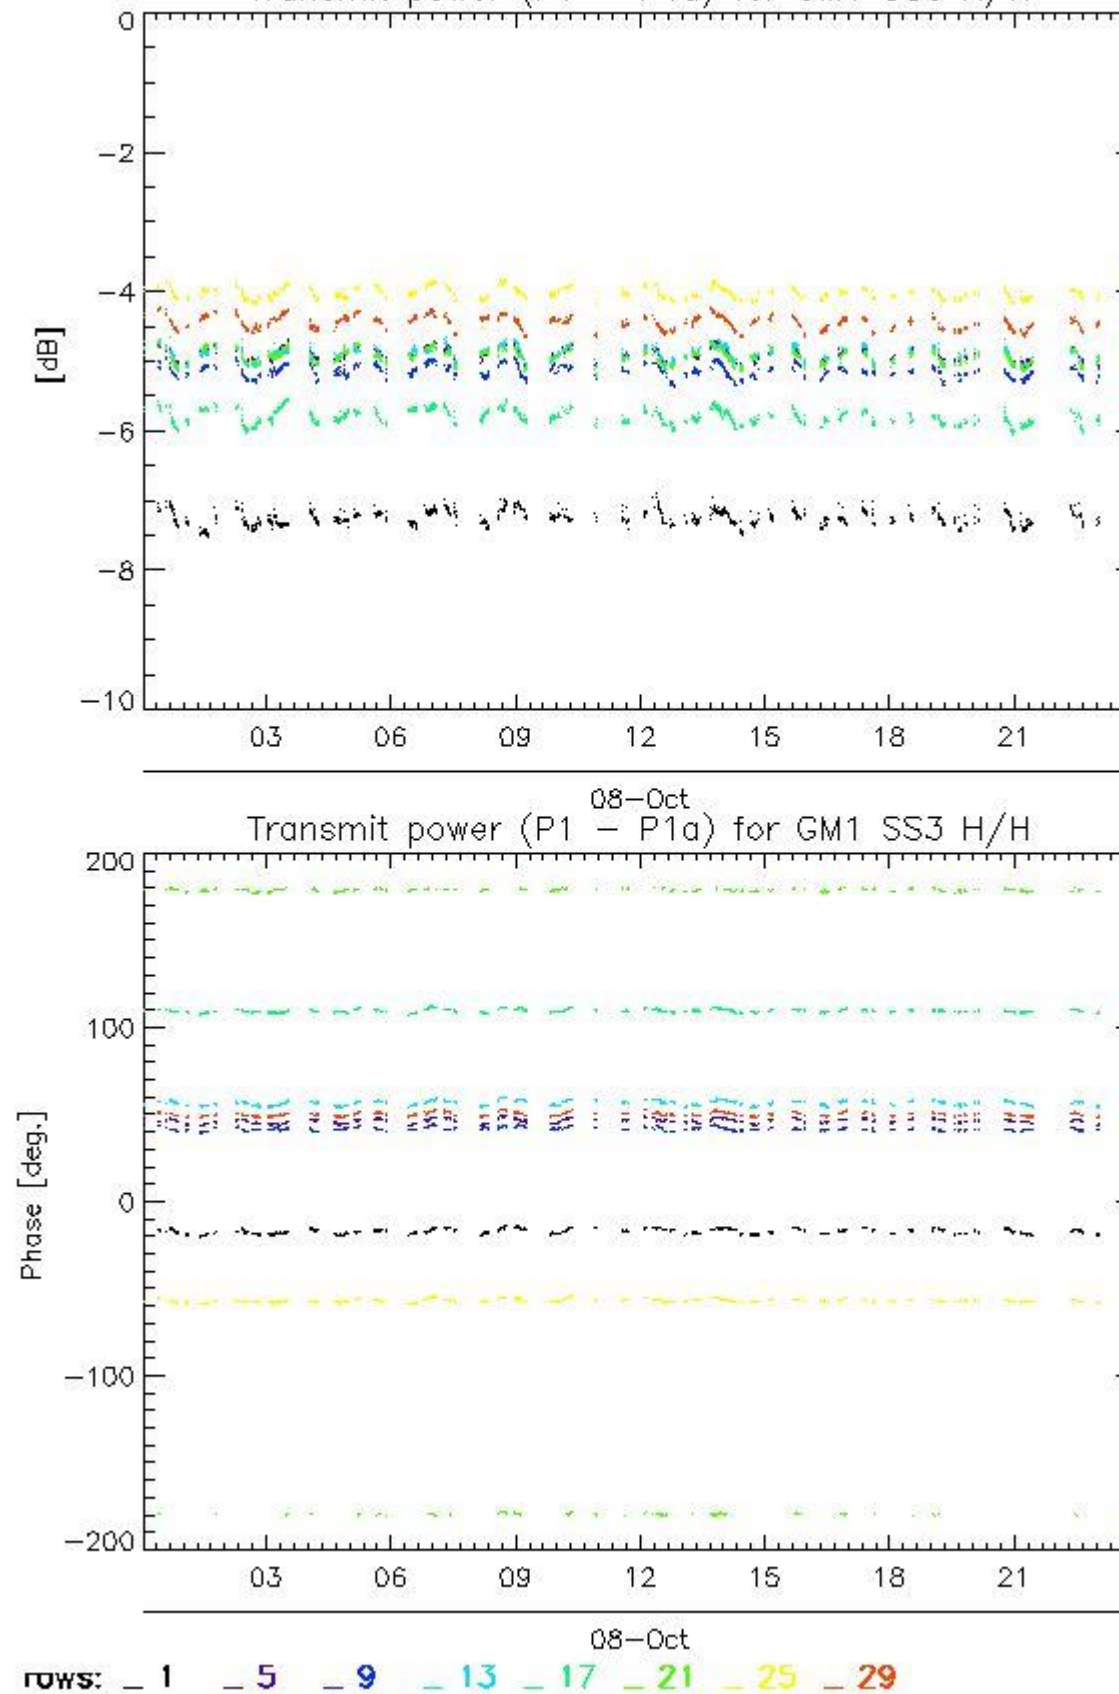 0
−2
−4
−6
−8
−10
[dB]
03 06 09 12 15 18 21
08−Oct
Transmit power (P1 − P1a) for GM1 SS3 H/H
200
100
0
−100
−200
Phase [deg.]
03 06 09 12 15 18 21
08−Oct
rows: _ 1 _ 5 _ 9 _ 13 _ 17 _ 21 _ 25 _ 29